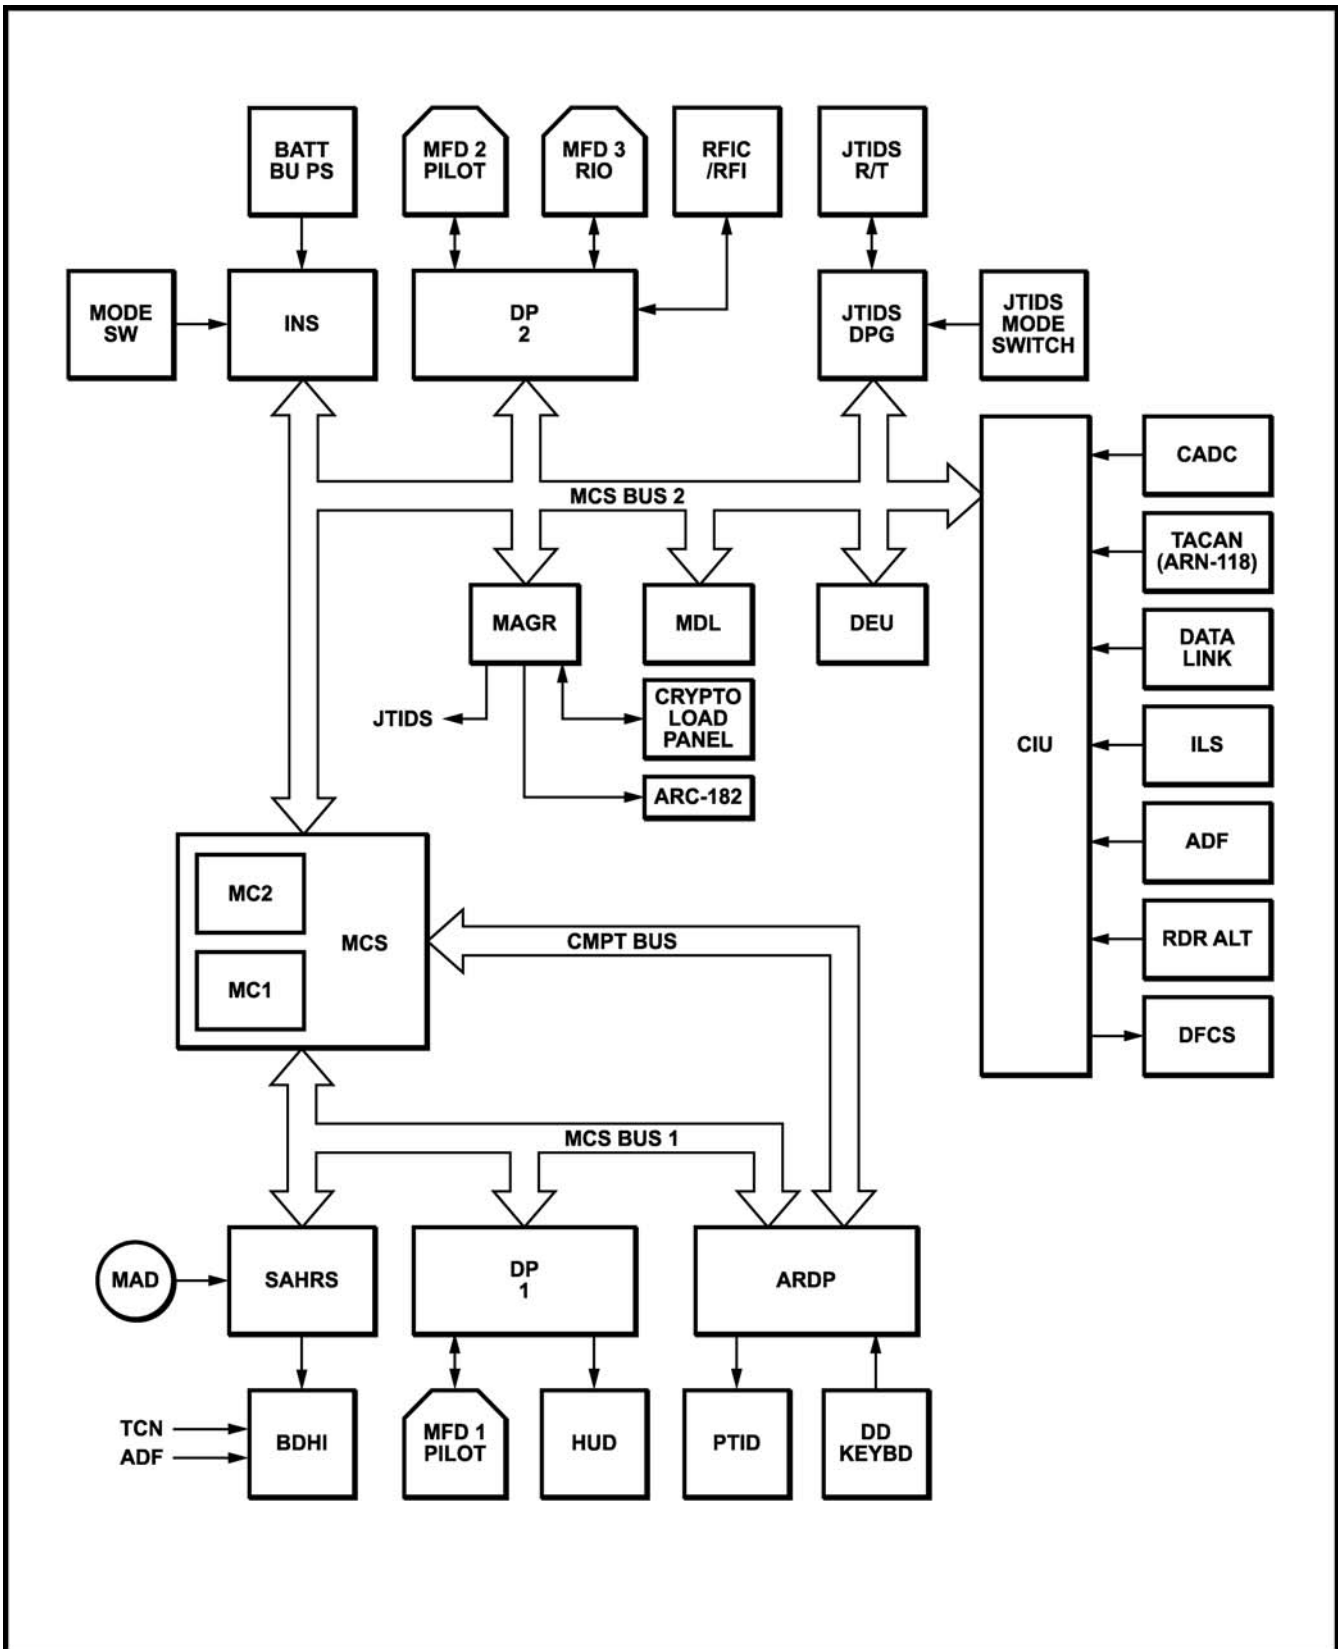 BATT
BU PS
MFD 2
PILOT
MFD 3
RIO
RFIC
/RFI
JTIDS
R/T
MODE
SW
INS
DP
2
JTIDS
DPG
JTIDS
MODE
SWITCH
MCS BUS 2
CADC
TACAN
(ARN-118)
MAGR
MDL
DEU
DATA
LINK
JTIDS
CRYPTO
LOAD
PANEL
CIU
ILS
ARC-182
ADF
MC2
MCS
CMPT BUS
RDR ALT
MC1
DFCS
MCS BUS 1
MAD
SAHRS
DP
1
ARDP
TCN
ADF
BDHI
MFD 1
PILOT
HUD
PTID
DD
KEYBD